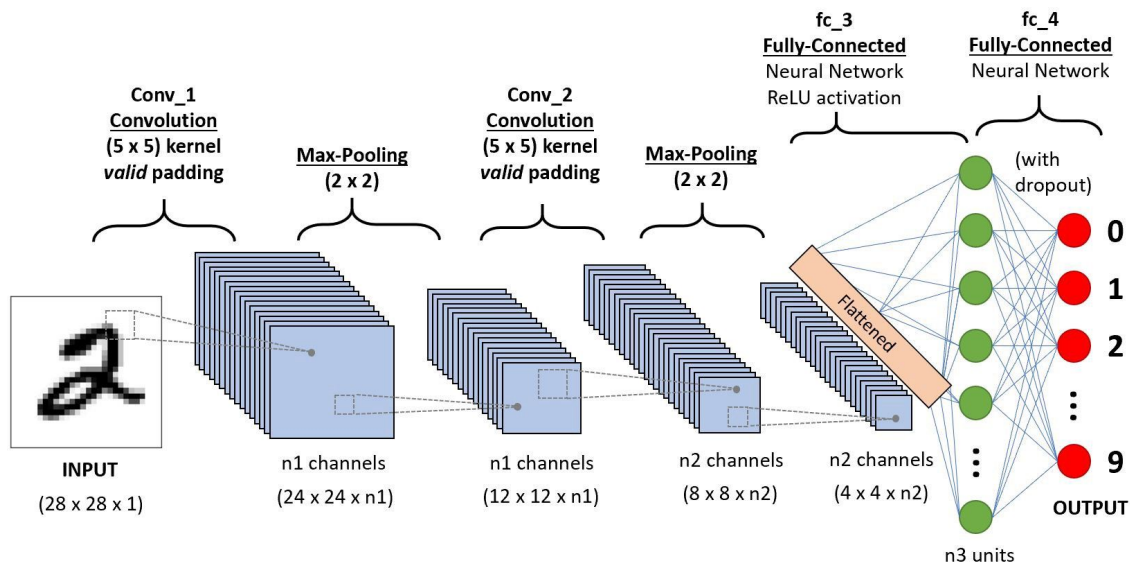 fc_3
Fully-Connected
Neural Network
ReLU activation
fc_4
Fully-Connected
Neural Network
Conv_1
Convolution
(5 x 5) kernel
valid padding
Max-Pooling
(2 x 2)
Conv_2
Convolution
(5 x 5) kernel
valid padding
Max-Pooling
(2 x 2)
(with
dropout)
Flattened
0
1
2
9
INPUT
(28 x 28 x 1)
n1 channels
(24 x 24 x n1)
n1 channels
(12 x 12 x n1)
n2 channels
(8 x 8 x n2)
n2 channels
(4 x 4 x n2)
n3 units
OUTPUT